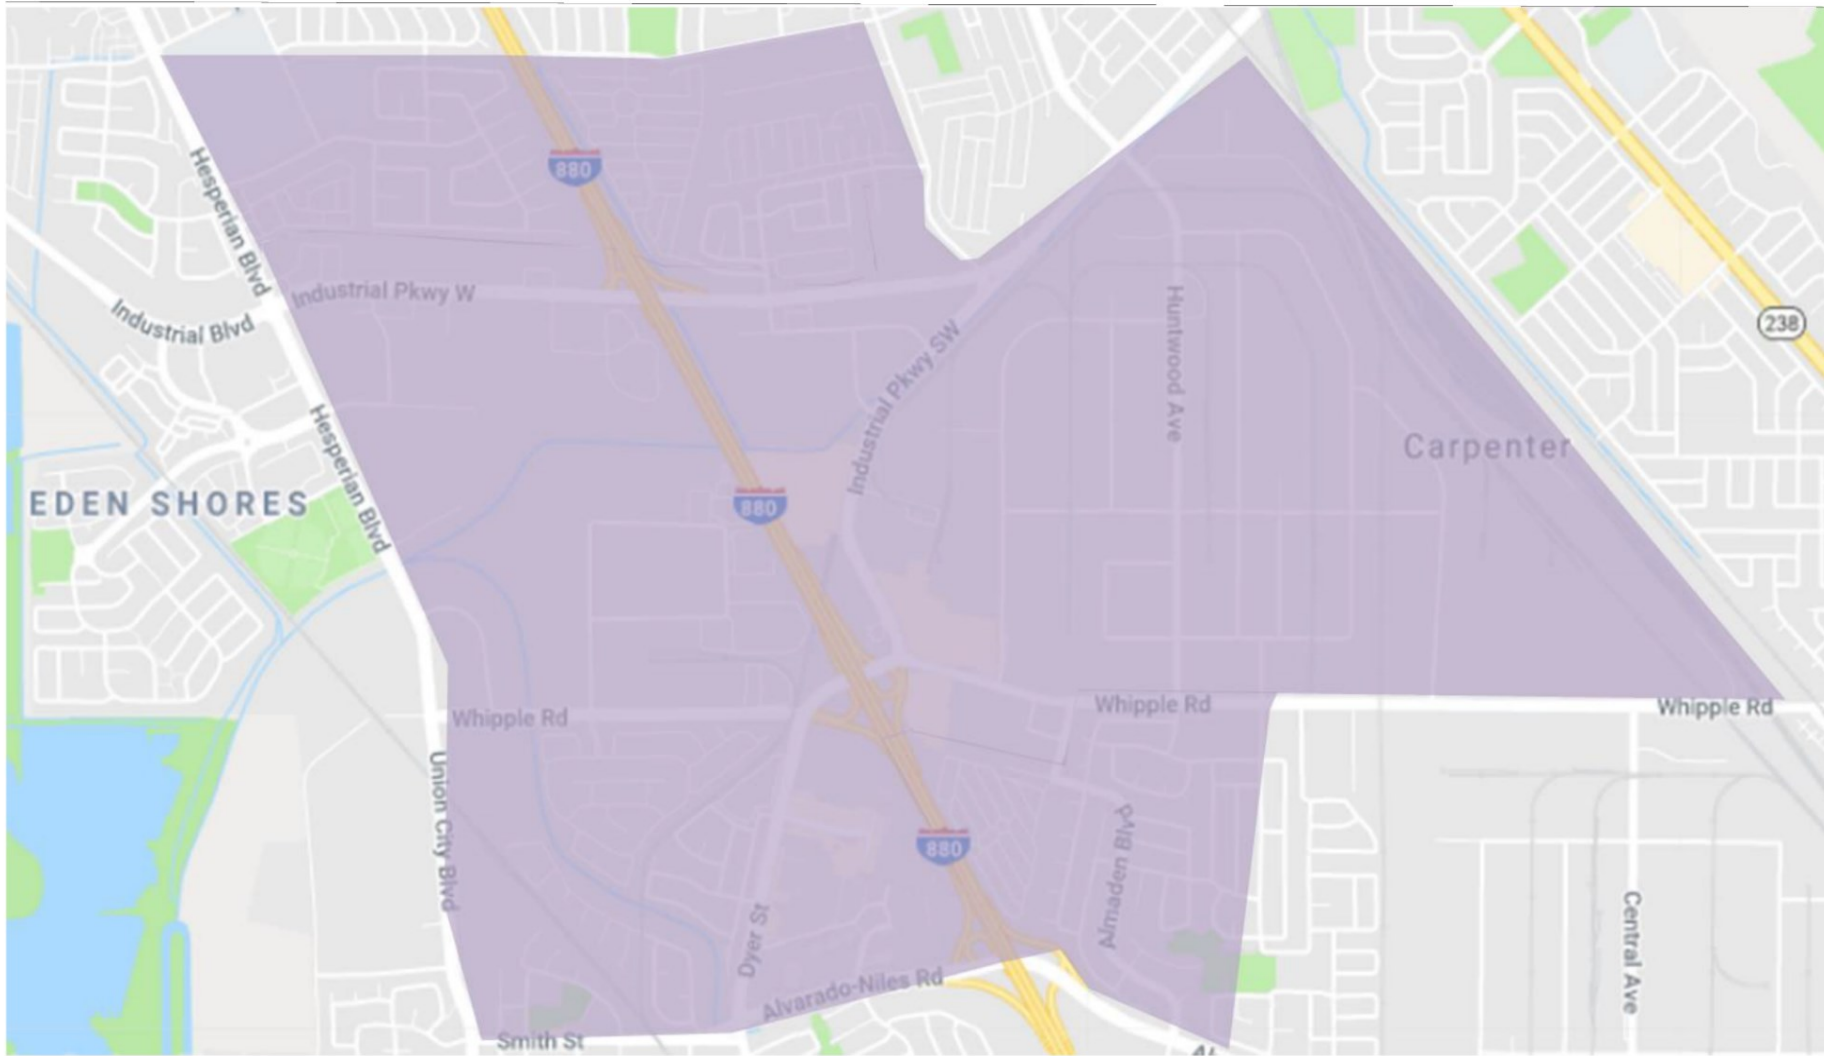 880
Hesperian Blvd
Industrial Pkwy W
Industrial Blvd
Huntwood Ave
238
Industrial Pkwy SW
Hesperian Blvd
Carpenter
EDEN SHORES
880
Whipple Rd
Whipple Rd
Whipple Rd
Union City Blvd
880
Almaden Blvd
Central Ave
Dyer St
Alvarado-Niles Rd
Smith St